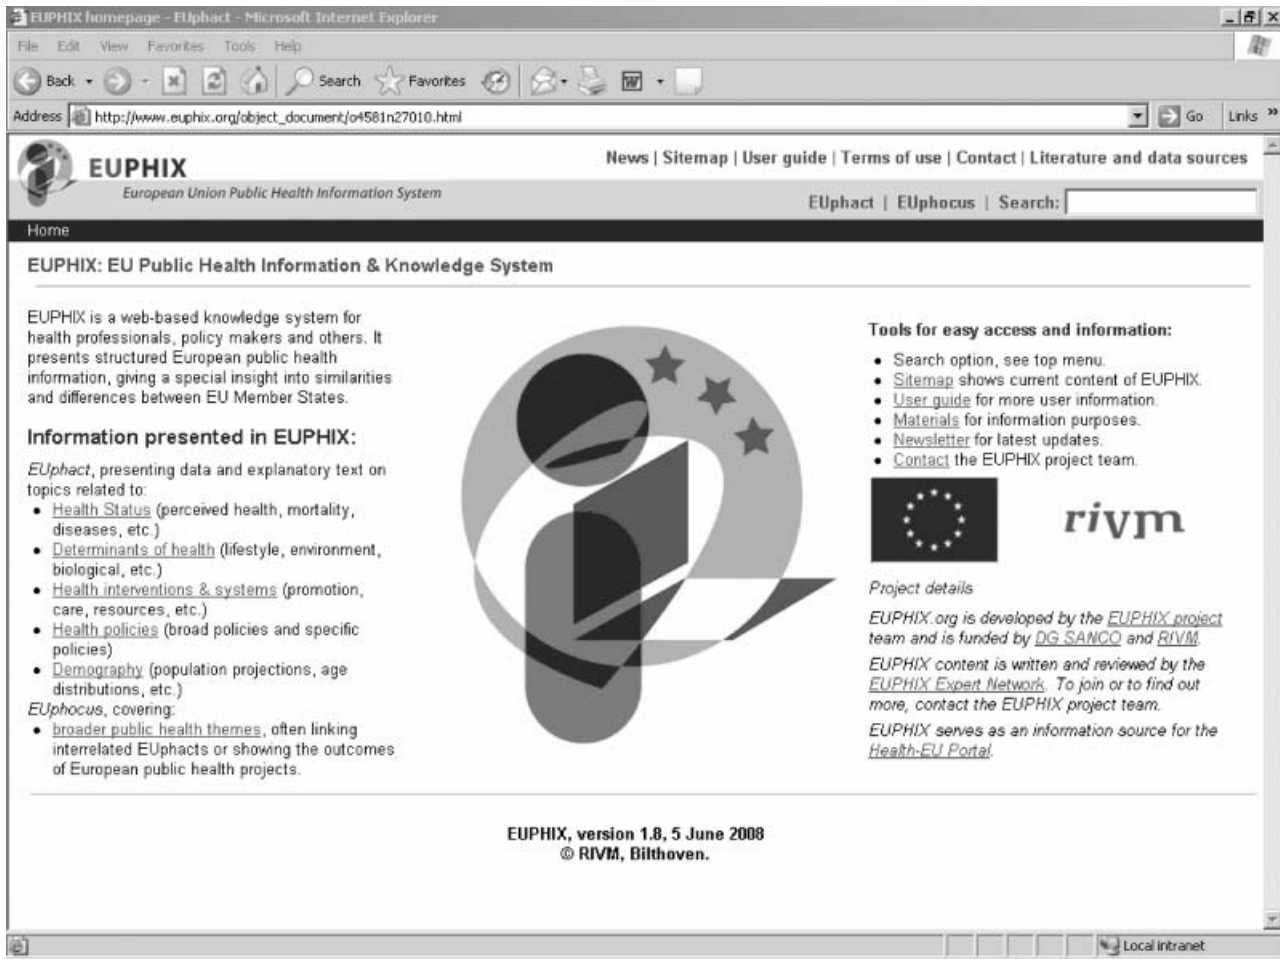 EUPHIX homepage - EUphact - Microsoft Internet Explorer
File Edit View Favorites Tools Help
Back Search Favorites
Address http://www.euphix.org/object_document/o4581n27010.html Go Links »
EUPHIX
European Union Public Health Information System
News | Sitemap | User guide | Terms of use | Contact | Literature and data sources
EUphact | EUphocus | Search:
Home
EUPHIX: EU Public Health Information & Knowledge System
EUPHIX is a web-based knowledge system for
health professionals, policy makers and others. It
presents structured European public health
information, giving a special insight into similarities
and differences between EU Member States.
Information presented in EUPHIX:
EUphact, presenting data and explanatory text on
topics related to:
• Health Status (perceived health, mortality,
diseases, etc.)
• Determinants of health (lifestyle, environment,
biological, etc.)
• Health interventions & systems (promotion,
care, resources, etc.)
• Health policies (broad policies and specific
policies)
• Demography (population projections, age
distributions, etc.)
EUphocus, covering:
• broader public health themes, often linking
interrelated EUphacts or showing the outcomes
of European public health projects.
Tools for easy access and information:
• Search option, see top menu.
• Sitemap shows current content of EUPHIX.
• User guide for more user information.
• Materials for information purposes.
• Newsletter for latest updates.
• Contact the EUPHIX project team.
rivm
Project details
EUPHIX.org is developed by the EUPHIX project
team and is funded by DG SANCO and RIVM.
EUPHIX content is written and reviewed by the
EUPHIX Expert Network. To join or to find out
more, contact the EUPHIX project team.
EUPHIX serves as an information source for the
Health-EU Portal.
EUPHIX, version 1.8, 5 June 2008
© RIVM, Bilthoven.
Local intranet